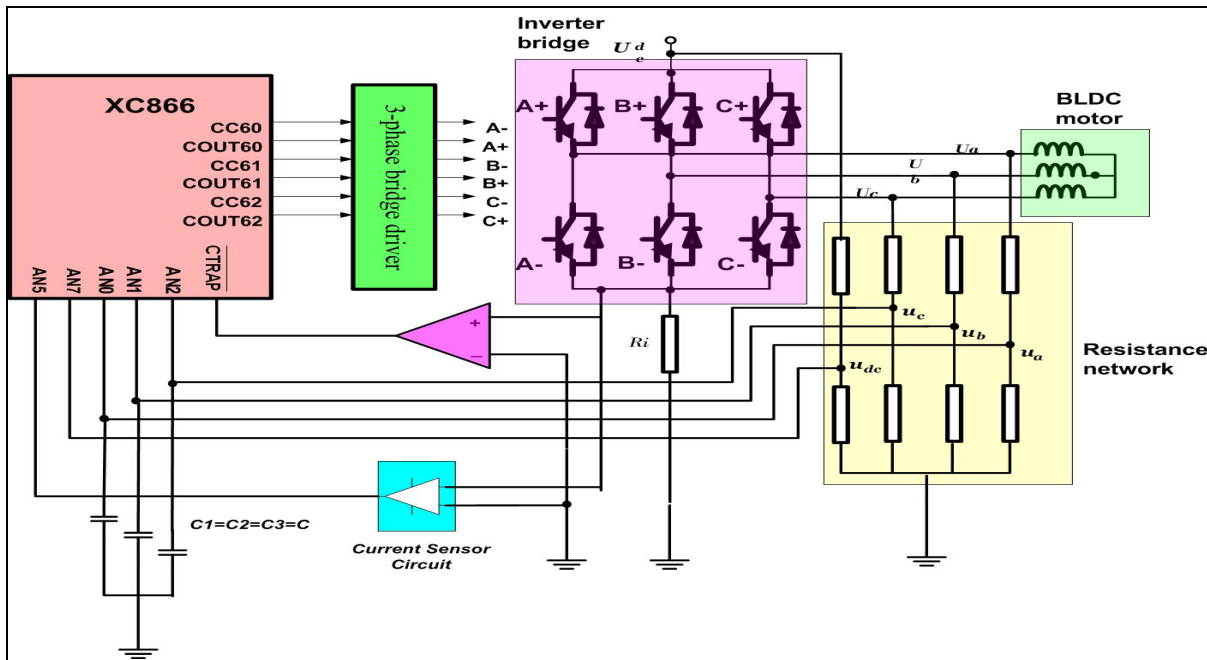 Inverter
bridge
U d
c
XC866
CC60
COUT60
CC61
COUT61
CC62
COUT62
CTRAP
AN5
AN7
AN0
AN1
AN2
3-phase bridge driver
A-
A+
B-
B+
C-
C+
A+
B+
C+
A-
B-
C-
BLDC
motor
Ua
U
b
Uc
+
−
Ri
uc
ub
ua
udc
Resistance
network
C1=C2=C3=C
Current Sensor
Circuit